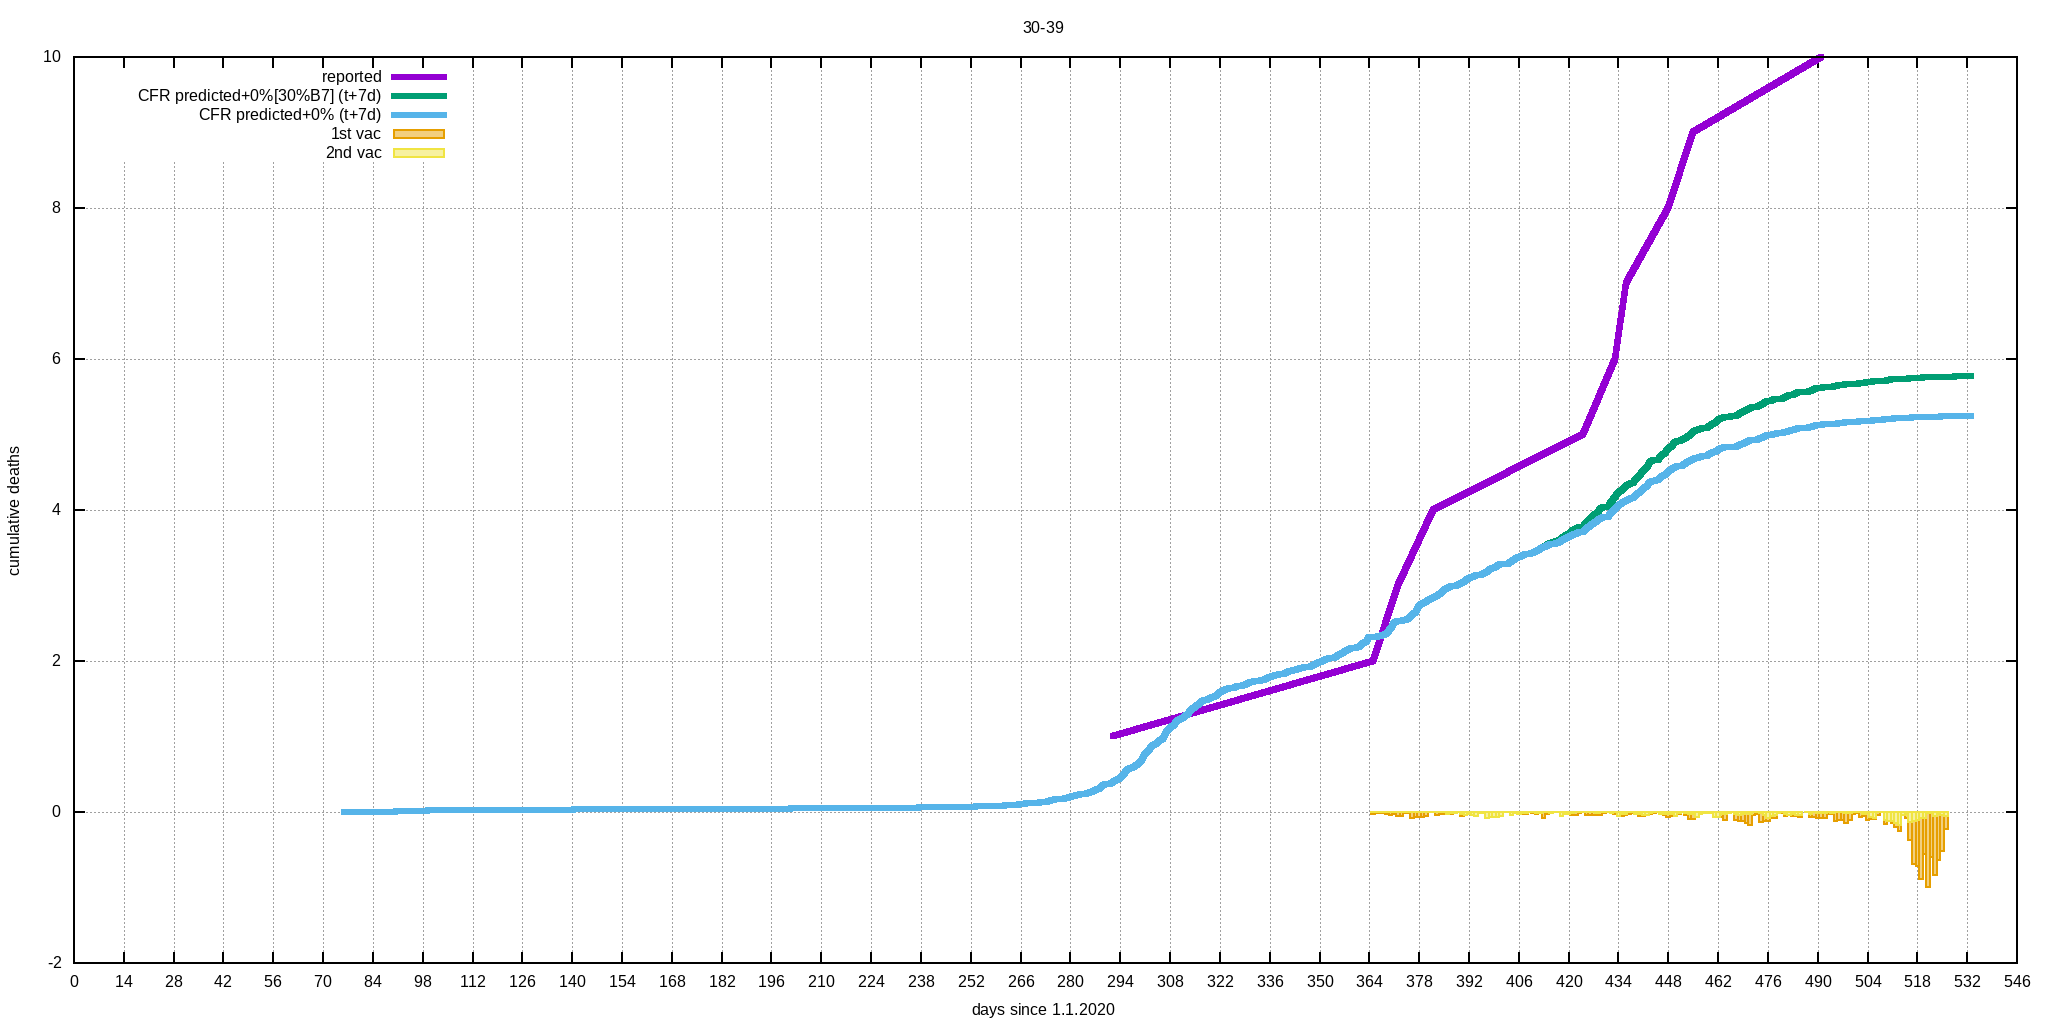 30-39
10
8
6
4
2
0
-2
cumulative deaths
reported
CFR predicted+0%[30%B7] (t+7d)
CFR predicted+0% (t+7d)
1st vac
2nd vac
0 14 28 42 56 70 84 98 112 126 140 154 168 182 196 210 224 238 252 266 280 294 308 322 336 350 364 378 392 406 420 434 448 462 476 490 504 518 532 546
days since 1.1.2020